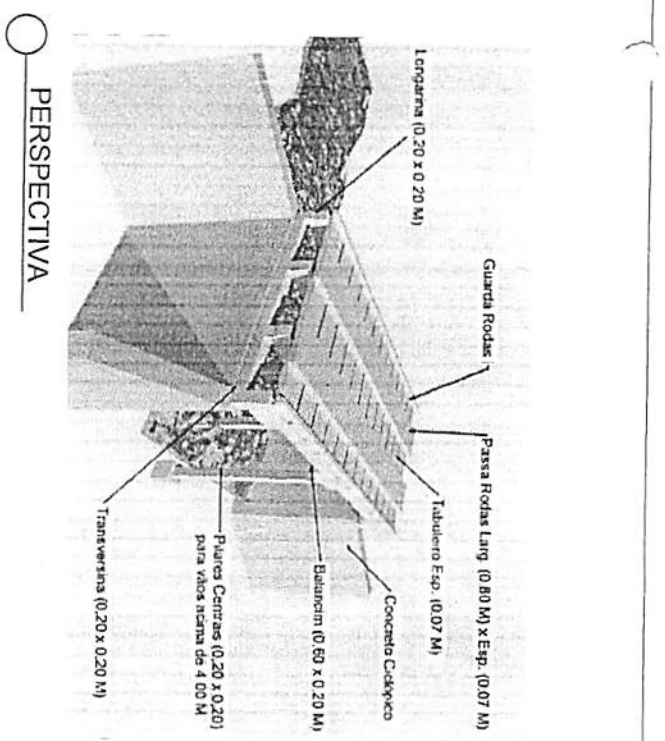 Longarina (0,20 x 0,20 M)
Guarda Rodas
Passa Rodas Larg. (0,80 M) x Esp. (0,07 M)
Tabuleiro Esp. (0,07 M)
Concreto Ciclópico
Balancim (0,60 x 0,20 M)
Pilares Centrais (0,20 x 0,20)
para vãos acima de 4.00 M
Transversina (0,20 x 0,20 M)
PERSPECTIVA